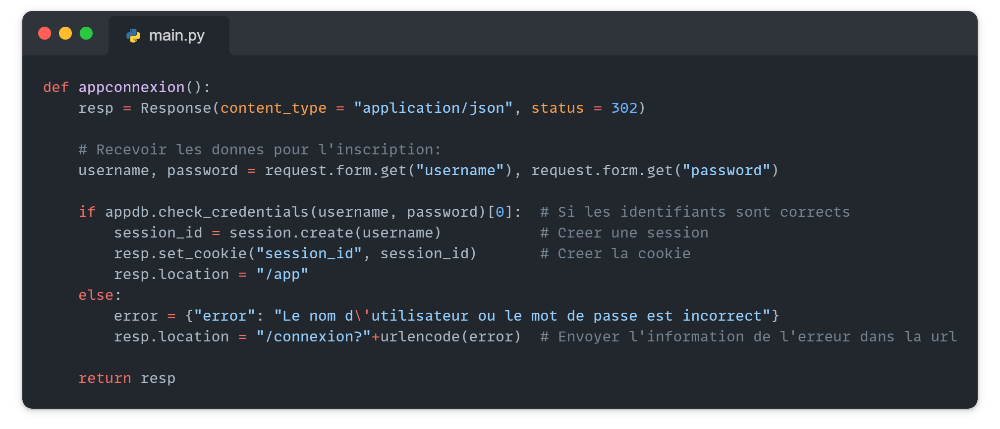 main.py
def appconnexion():
    resp = Response(content_type = "application/json", status = 302)
    # Recevoir les donnes pour l'inscription:
    username, password = request.form.get("username"), request.form.get("password")
    if appdb.check_credentials(username, password)[0]:  # Si les identifiants sont corrects
        session_id = session.create(username)           # Creer une session
        resp.set_cookie("session_id", session_id)       # Creer la cookie
        resp.location = "/app"
    else:
        error = {"error": "Le nom d\'utilisateur ou le mot de passe est incorrect"}
        resp.location = "/connexion?"+urlencode(error)  # Envoyer l'information de l'erreur dans la url
    return resp